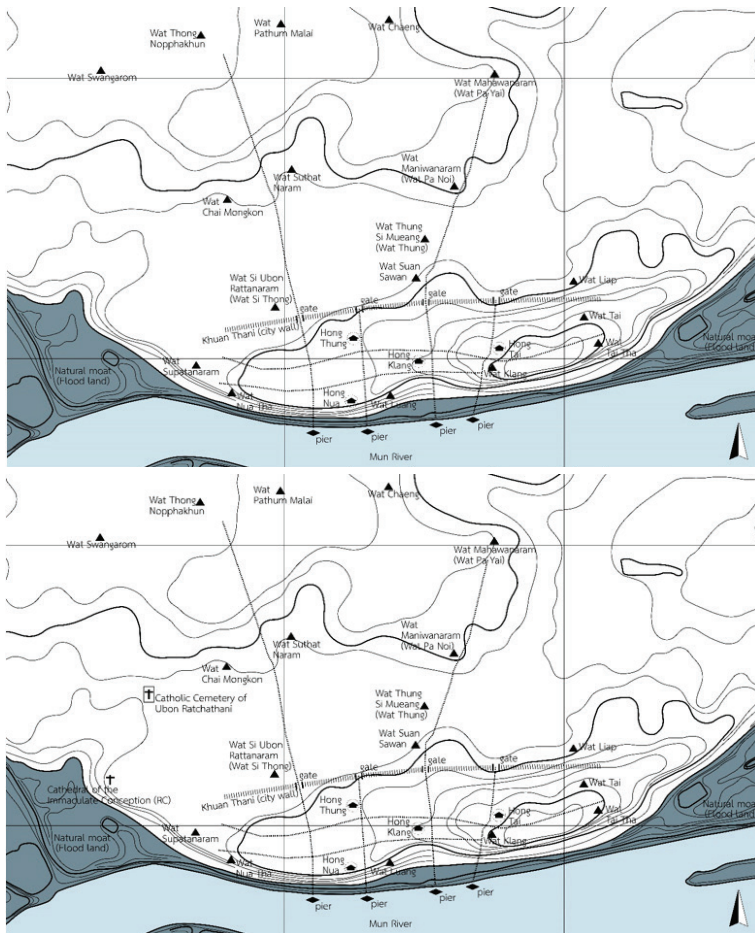 Wat
Pathum Malai
Wat Chaeng
Wat Thong
Nopphakhun
Wat Swangarom
Wat Mahawanaram
(Wat Pa Yai)
Wat
Maniwanaram
(Wat Pa Noi)
Wat Suthat
Naram
Wat
Chai Mongkon
Wat Thung
Si Mueang
(Wat Thung)
Wat Suan
Sawan
Wat Liap
Wat Si Ubon
Rattanaram
(Wat Si Thong)
gate
gate
gate
gate
Khuan Thani (city wall)
Wat Tai
Hong
Thung
Hong
Klang
Hong
Tai
Wat
Tai Tha
Natural moat
(Flood land)
Natural moat
(Flood land)
Wat
Supatanaram
Wat Klang
Wat
Nua Tha
Hong
Nua
Wat Luang
pier
pier
pier
pier
Mun River
Wat
Pathum Malai
Wat Chaeng
Wat Thong
Nopphakhun
Wat Swangarom
Wat Mahawanaram
(Wat Pa Yai)
Wat
Maniwanaram
(Wat Pa Noi)
Wat Suthat
Naram
Wat
Chai Mongkon
Catholic Cemetery of
Ubon Ratchathani
Wat Thung
Si Mueang
(Wat Thung)
Wat Suan
Sawan
Wat Liap
Wat Si Ubon
Rattanaram
(Wat Si Thong)
gate
gate
gate
gate
Cathedral of the
Immadulate Conception (RC)
Khuan Thani (city wall)
Wat Tai
Hong
Thung
Hong
Klang
Hong
Tai
Wat
Tai Tha
Natural moat
(Flood land)
Natural moat
(Flood land)
Wat
Supatanaram
Wat Klang
Wat
Nua Tha
Hong
Nua
Wat Luang
pier
pier
pier
pier
Mun River